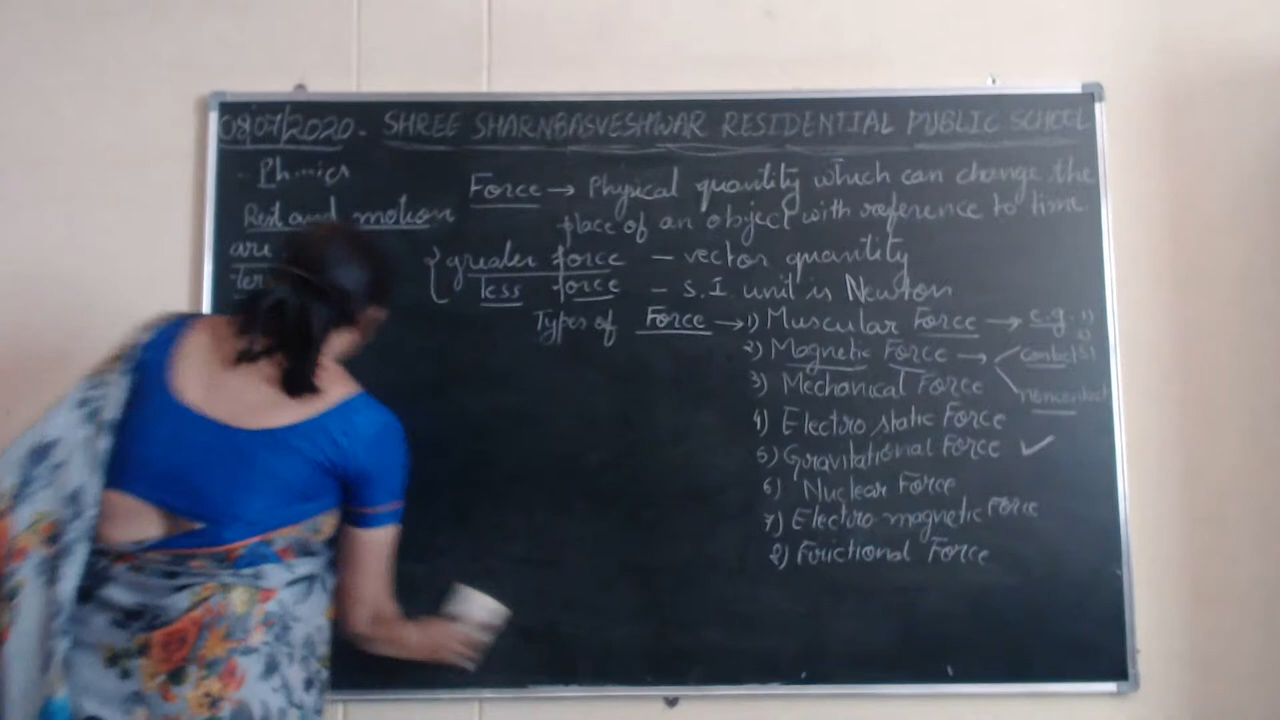 08/07/2020. SHREE SHARNBASVESHWAR RESIDENTIAL PUBLIC SCHOOL
Physics
Rest and motion
are
Ter
Force → Physical quantity which can change the
place of an object with reference to time.
{ greater force — vector quantity
less force — S.I. unit is Newton
Types of Force → 1) Muscular Force → e.g. 1)
2) Magnetic Force →
noncontact
3) Mechanical Force
4) Electro static Force
5) Gravitational Force ✓
6) Nuclear Force
7) Electro magnetic Force
8) Frictional Force